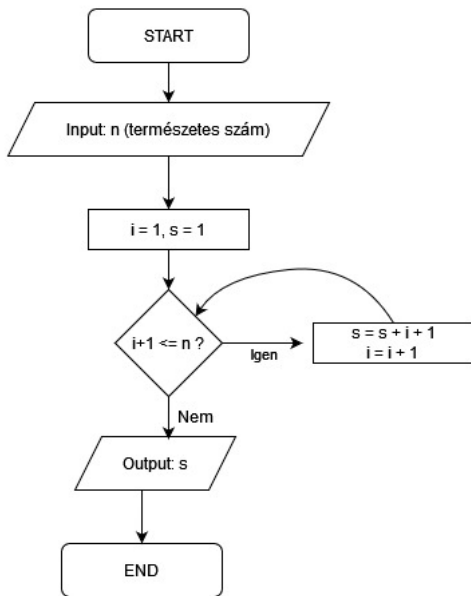 START
Input: n (természetes szám)
i = 1, s = 1
i+1 <= n ?
Igen
s = s + i + 1
i = i + 1
Nem
Output: s
END